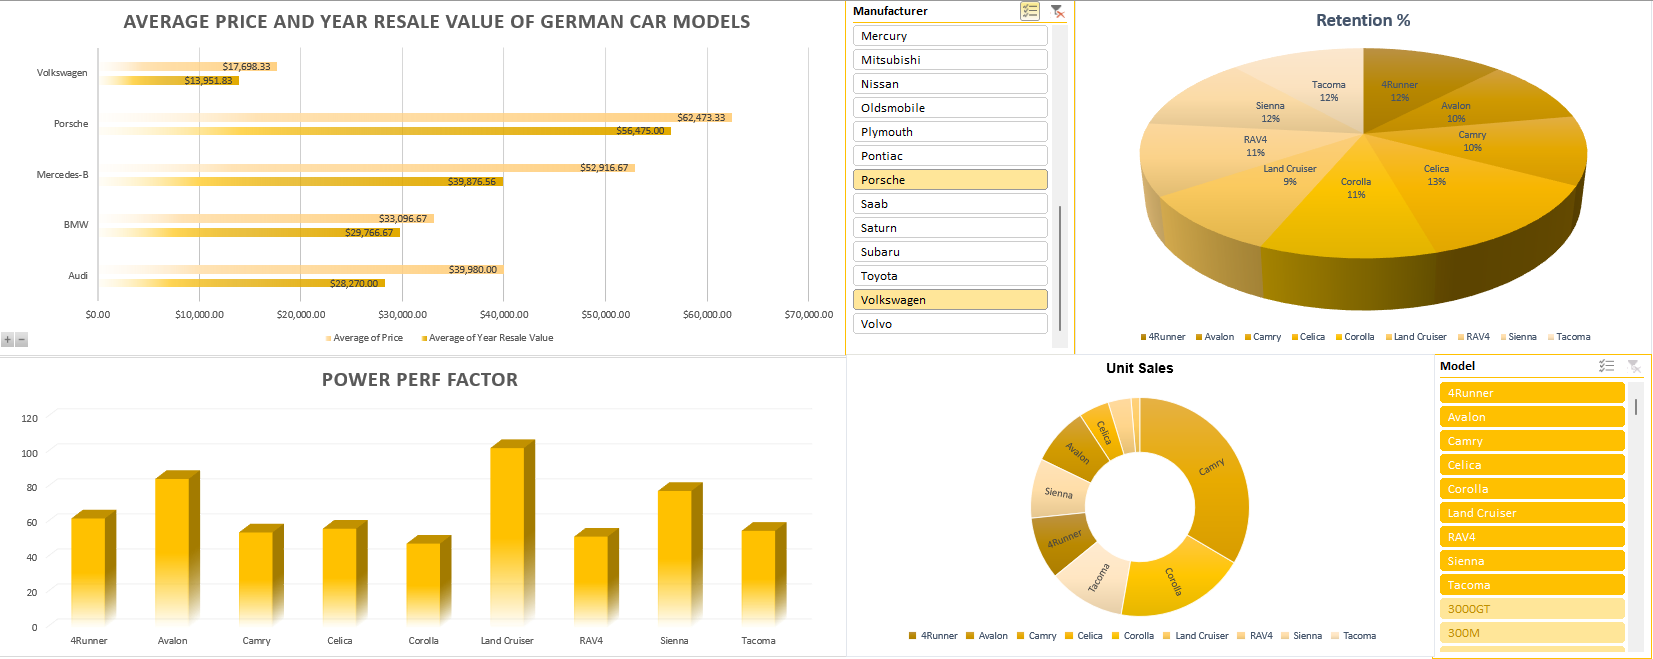 AVERAGE PRICE AND YEAR RESALE VALUE OF GERMAN CAR MODELS
Volkswagen
$17,698.33
$13,951.83
Porsche
$62,473.33
$56,475.00
Mercedes-B
$52,916.67
$39,876.56
BMW
$33,096.67
$29,766.67
Audi
$39,980.00
$28,270.00
$0.00 $10,000.00 $20,000.00 $30,000.00 $40,000.00 $50,000.00 $60,000.00 $70,000.00
Average of Price Average of Year Resale Value
Manufacturer
Mercury
Mitsubishi
Nissan
Oldsmobile
Plymouth
Pontiac
Porsche
Saab
Saturn
Subaru
Toyota
Volkswagen
Volvo
Retention %
Tacoma
12%
4Runner
12%
Sienna
12%
Avalon
10%
RAV4
11%
Camry
10%
Land Cruiser
9%
Celica
13%
Corolla
11%
4Runner Avalon Camry Celica Corolla Land Cruiser RAV4 Sienna Tacoma
POWER PERF FACTOR
120
100
80
60
40
20
0
4Runner Avalon Camry Celica Corolla Land Cruiser RAV4 Sienna Tacoma
Unit Sales
Celica
Avalon
Camry
Sienna
4Runner
Tacoma
Corolla
4Runner Avalon Camry Celica Corolla Land Cruiser RAV4 Sienna Tacoma
Model
4Runner
Avalon
Camry
Celica
Corolla
Land Cruiser
RAV4
Sienna
Tacoma
3000GT
300M